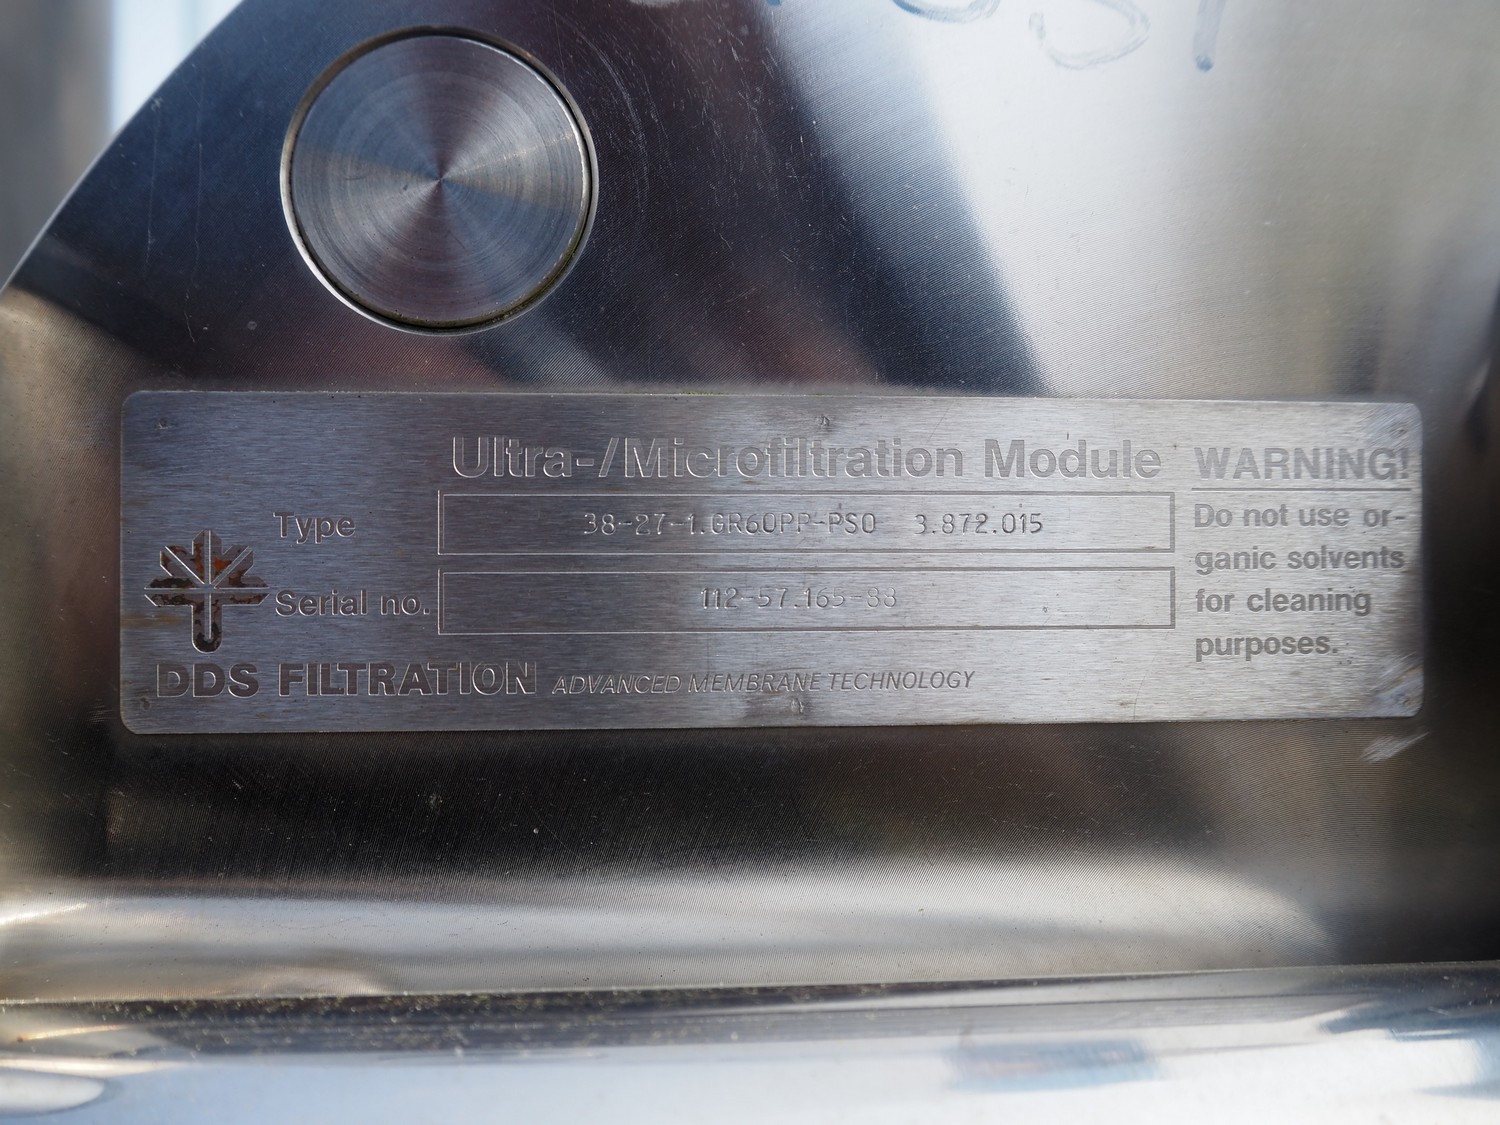 Ultra-/Microfiltration Module
Type 38-27-1.GR60PP-PSO 3.872.015
Serial no. 112-57.165-88
DDS FILTRATION ADVANCED MEMBRANE TECHNOLOGY
WARNING!
Do not use or-
ganic solvents
for cleaning
purposes.